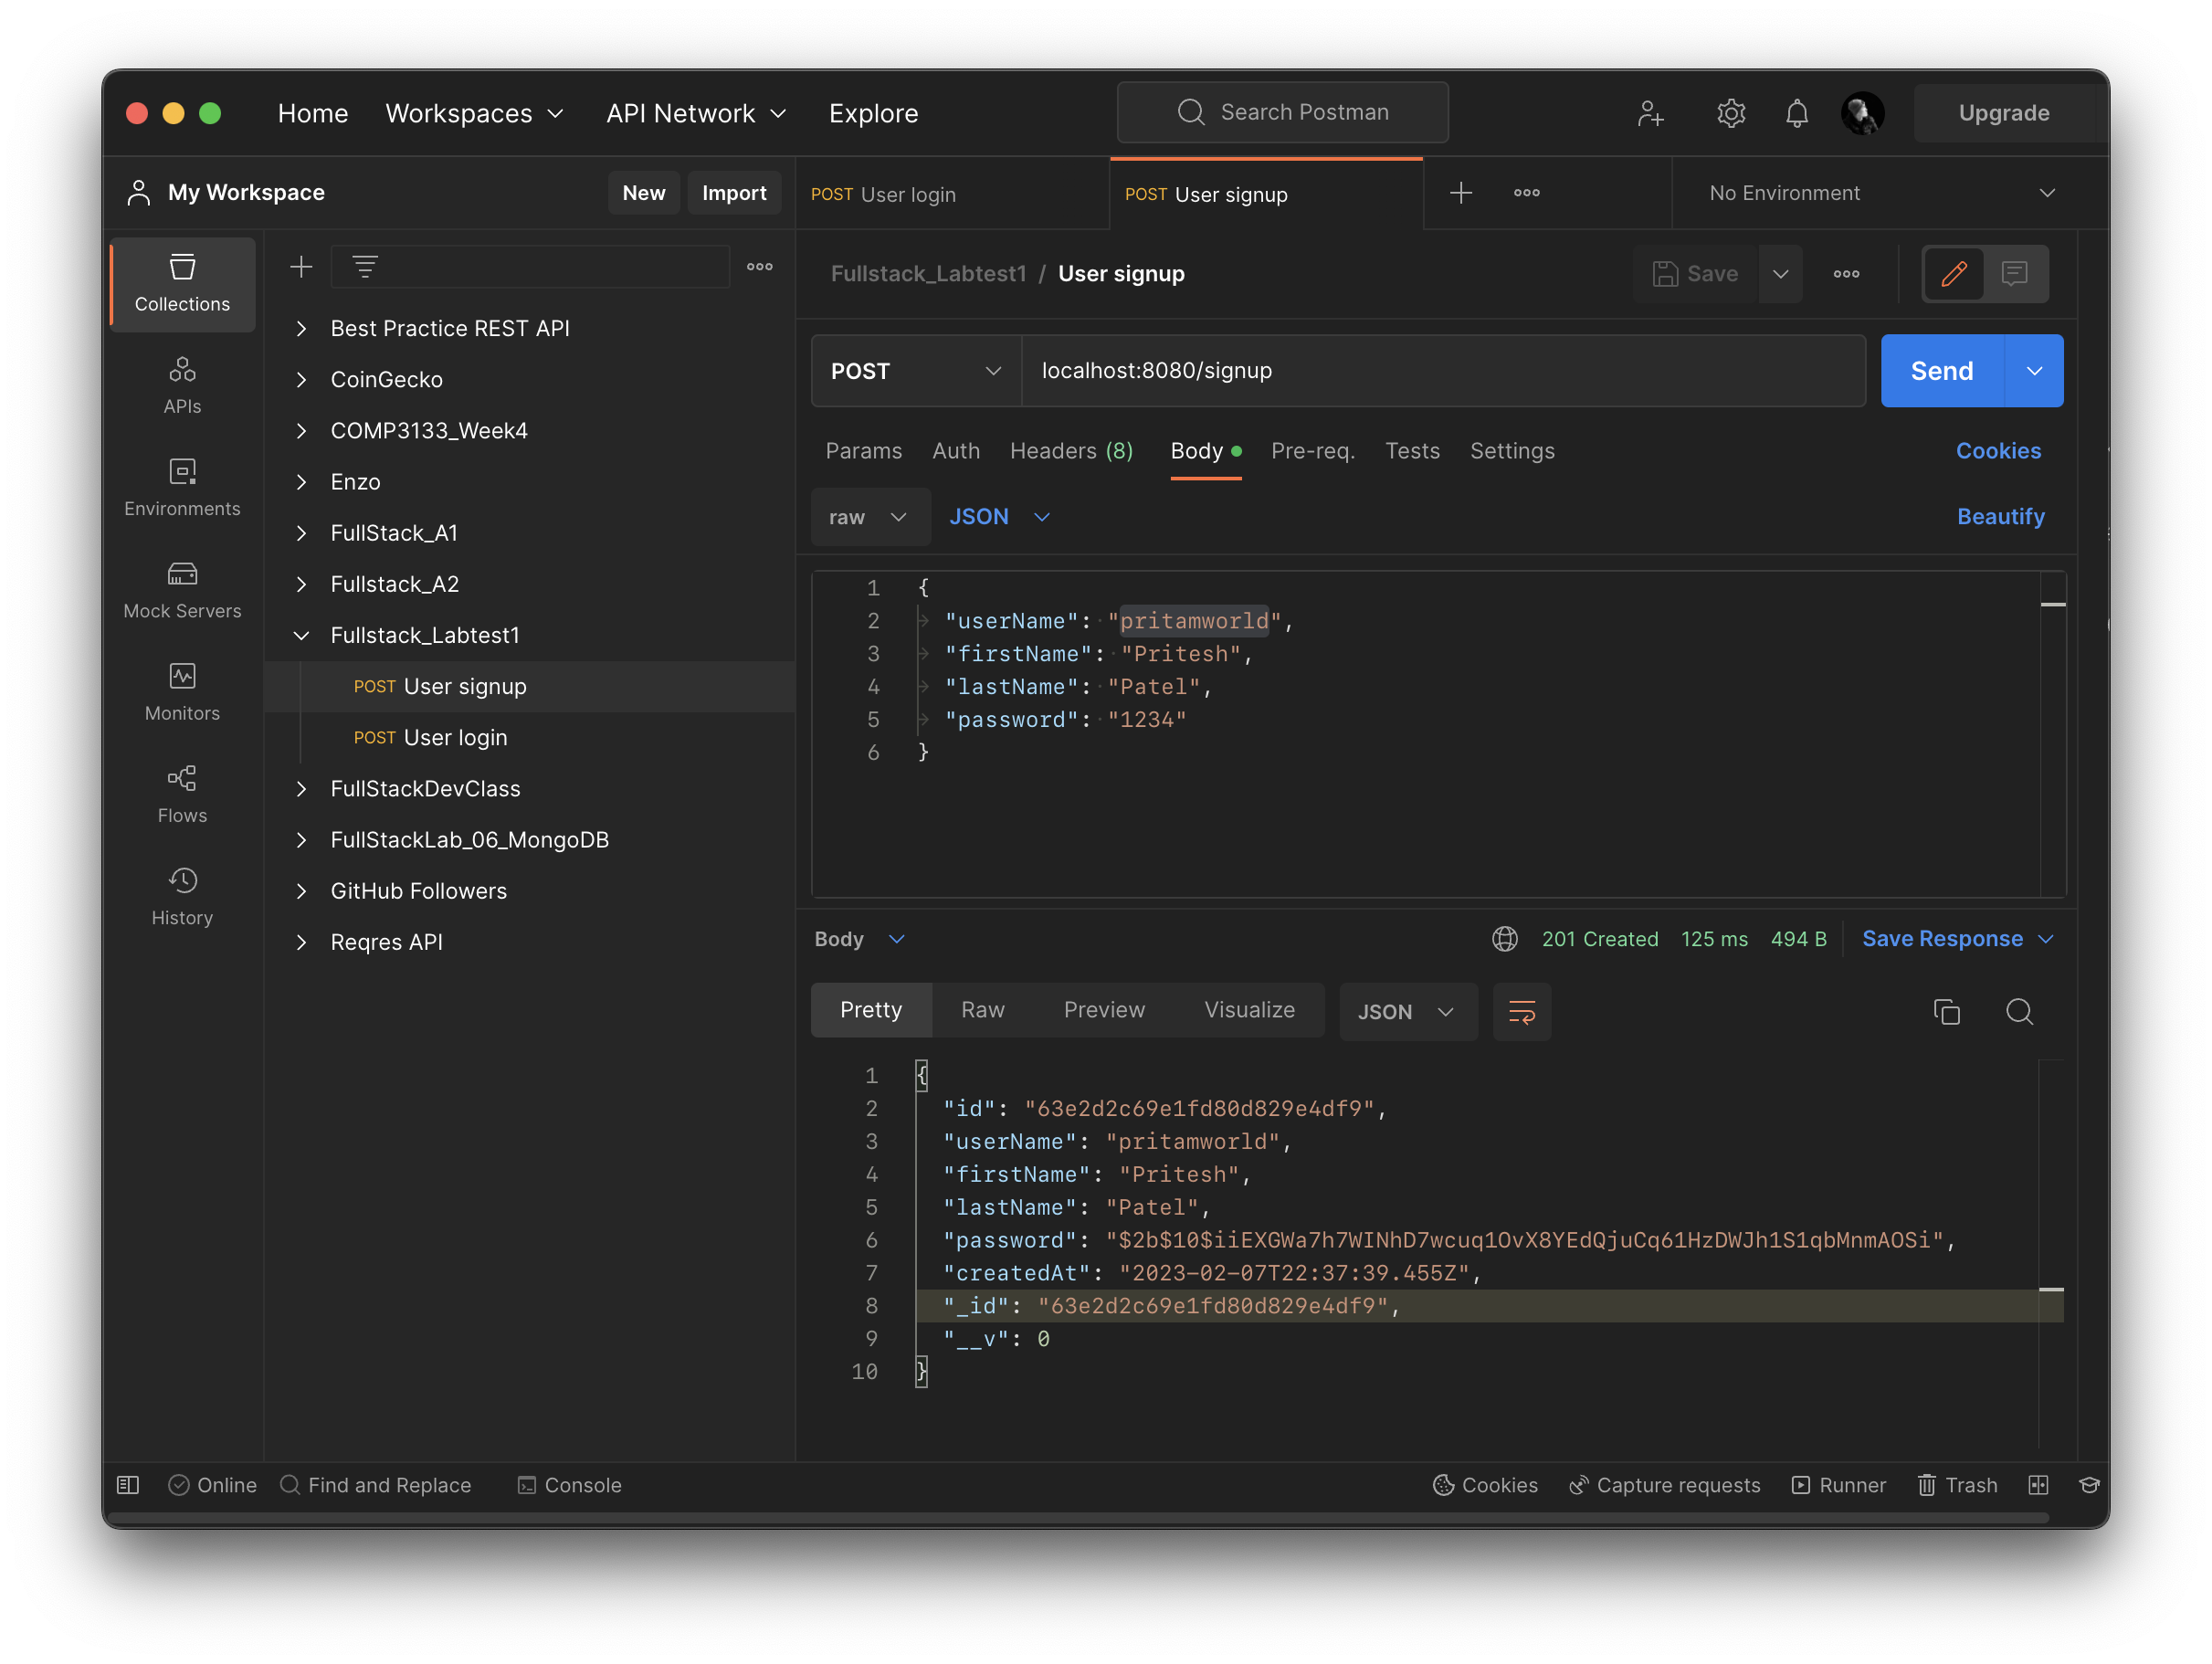 Home Workspaces API Network Explore Search Postman Upgrade
My Workspace New Import
POST User login POST User signup No Environment
Collections
APIs
Environments
Mock Servers
Monitors
Flows
History
Best Practice REST API
CoinGecko
COMP3133_Week4
Enzo
FullStack_A1
Fullstack_A2
Fullstack_Labtest1
POST User signup
POST User login
FullStackDevClass
FullStackLab_06_MongoDB
GitHub Followers
Reqres API
Fullstack_Labtest1 / User signup Save
POST localhost:8080/signup Send
Params Auth Headers (8) Body Pre-req. Tests Settings Cookies
raw JSON Beautify
1 {
2 "userName": "pritamworld",
3 "firstName": "Pritesh",
4 "lastName": "Patel",
5 "password": "1234"
6 }
Body 201 Created 125 ms 494 B Save Response
Pretty Raw Preview Visualize JSON
1 {
2 "id": "63e2d2c69e1fd80d829e4df9",
3 "userName": "pritamworld",
4 "firstName": "Pritesh",
5 "lastName": "Patel",
6 "password": "$2b$10$iiEXGWa7h7WINhD7wcuq1OvX8YEdQjuCq61HzDWJh1S1qbMnmAOSi",
7 "createdAt": "2023-02-07T22:37:39.455Z",
8 "_id": "63e2d2c69e1fd80d829e4df9",
9 "__v": 0
10 }
Online Find and Replace Console Cookies Capture requests Runner Trash